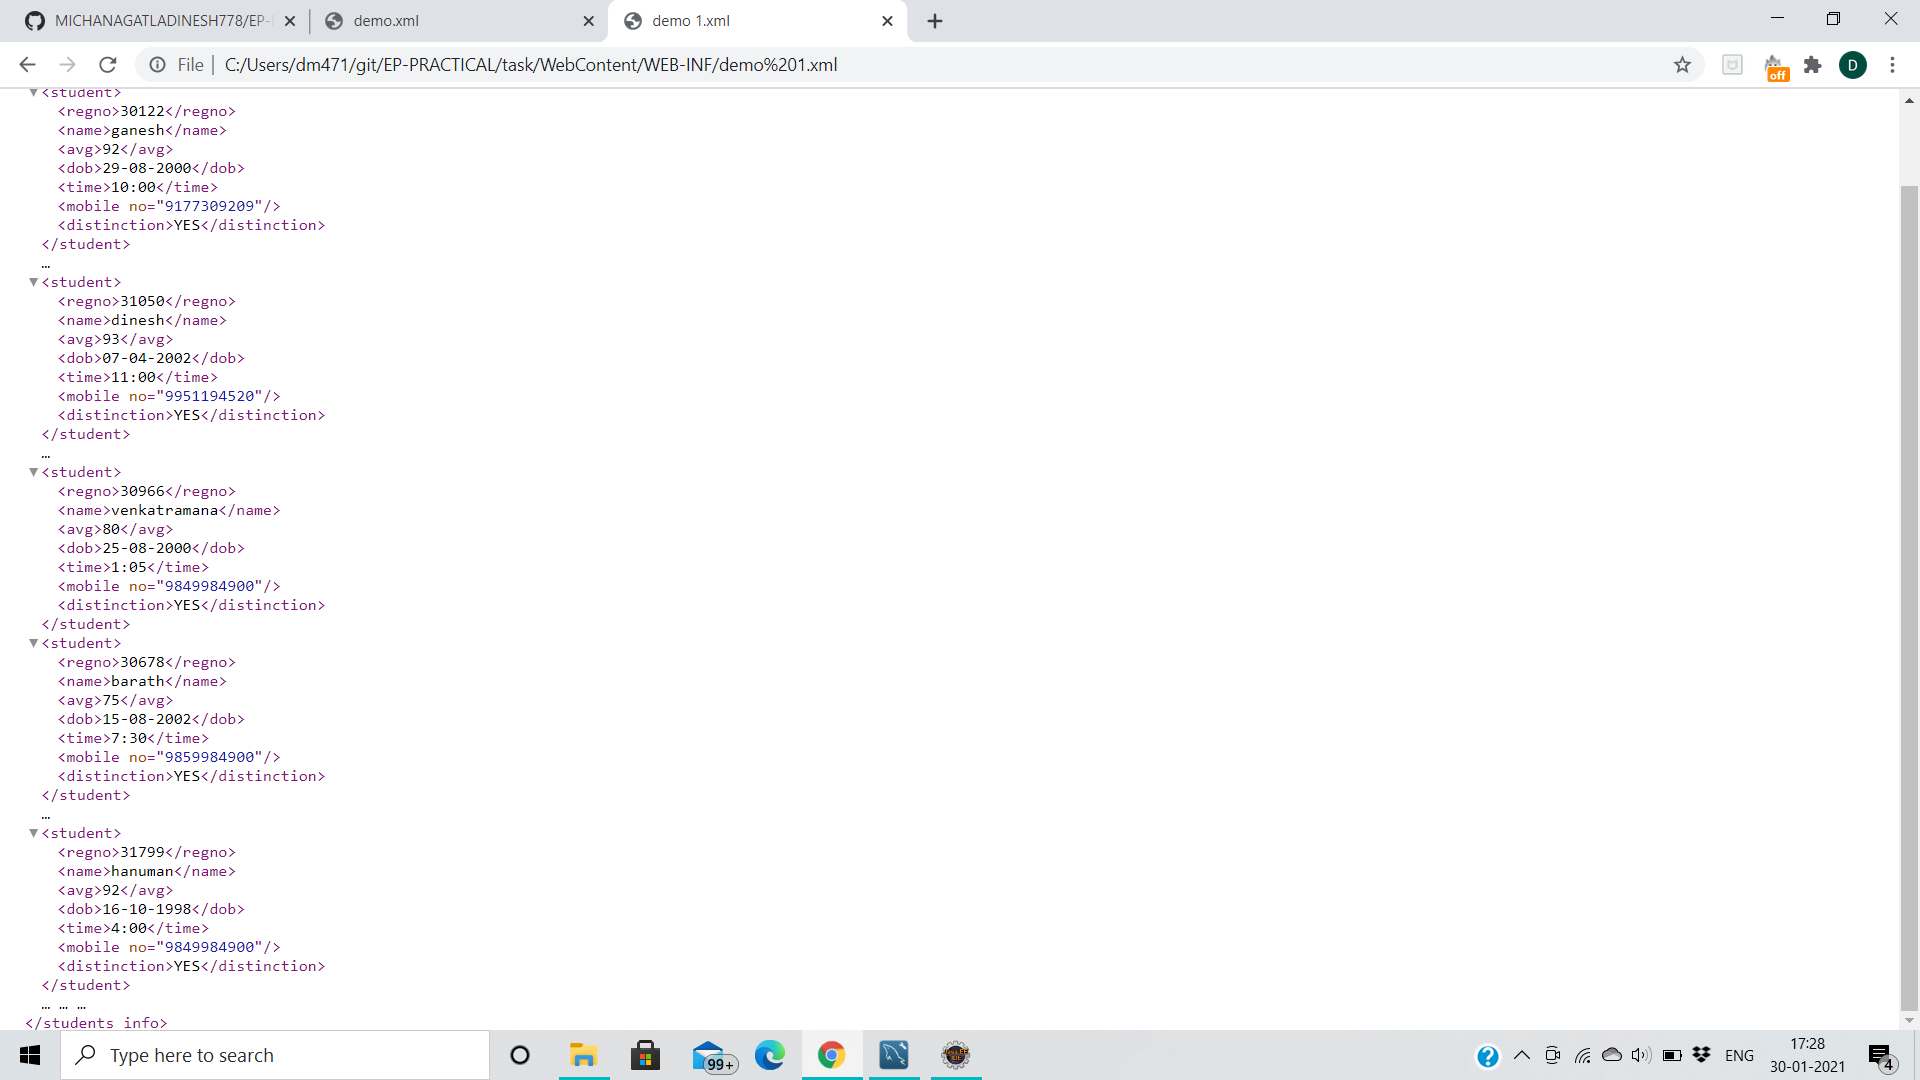 MICHANAGATLADINESH778/EP-
demo.xml
demo 1.xml
File
C:/Users/dm471/git/EP-PRACTICAL/task/WebContent/WEB-INF/demo%201.xml
off
D
▼<student>
<regno>30122</regno>
<name>ganesh</name>
<avg>92</avg>
<dob>29-08-2000</dob>
<time>10:00</time>
<mobile no="9177309209"/>
<distinction>YES</distinction>
</student>
…
▼<student>
<regno>31050</regno>
<name>dinesh</name>
<avg>93</avg>
<dob>07-04-2002</dob>
<time>11:00</time>
<mobile no="9951194520"/>
<distinction>YES</distinction>
</student>
…
▼<student>
<regno>30966</regno>
<name>venkatramana</name>
<avg>80</avg>
<dob>25-08-2000</dob>
<time>1:05</time>
<mobile no="9849984900"/>
<distinction>YES</distinction>
</student>
▼<student>
<regno>30678</regno>
<name>barath</name>
<avg>75</avg>
<dob>15-08-2002</dob>
<time>7:30</time>
<mobile no="9859984900"/>
<distinction>YES</distinction>
</student>
…
▼<student>
<regno>31799</regno>
<name>hanuman</name>
<avg>92</avg>
<dob>16-10-1998</dob>
<time>4:00</time>
<mobile no="9849984900"/>
<distinction>YES</distinction>
</student>
… … …
</students_info>
Type here to search
99+
ENG
17:28
30-01-2021
4